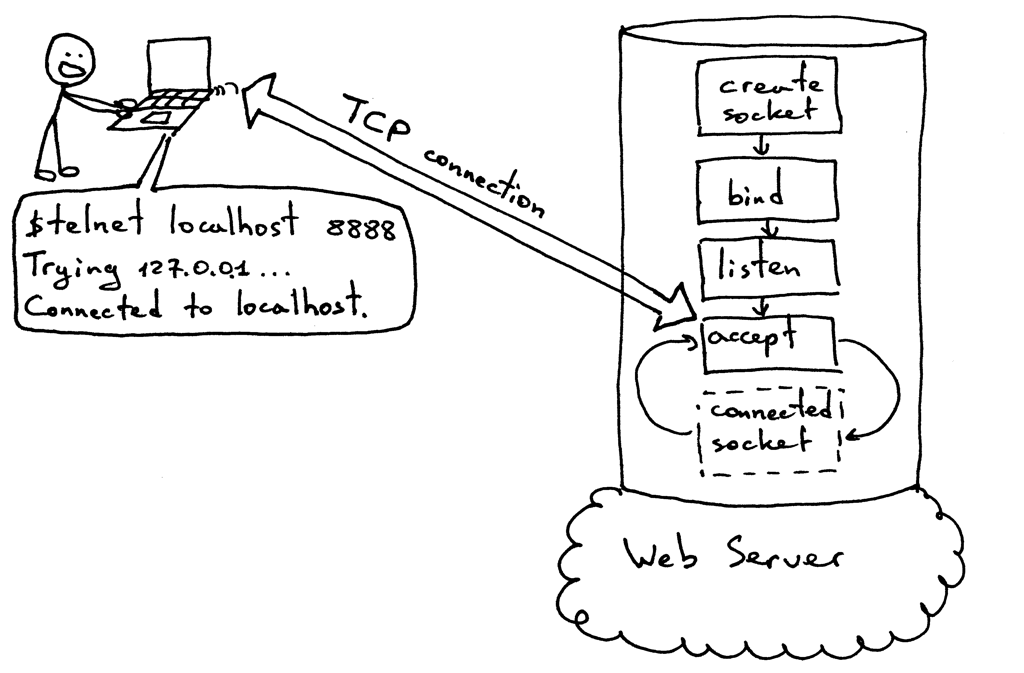 $telnet localhost 8888
Trying 127.0.0.1 ...
Connected to localhost.
TCP connection
create
socket
bind
listen
accept
connected
socket
Web Server